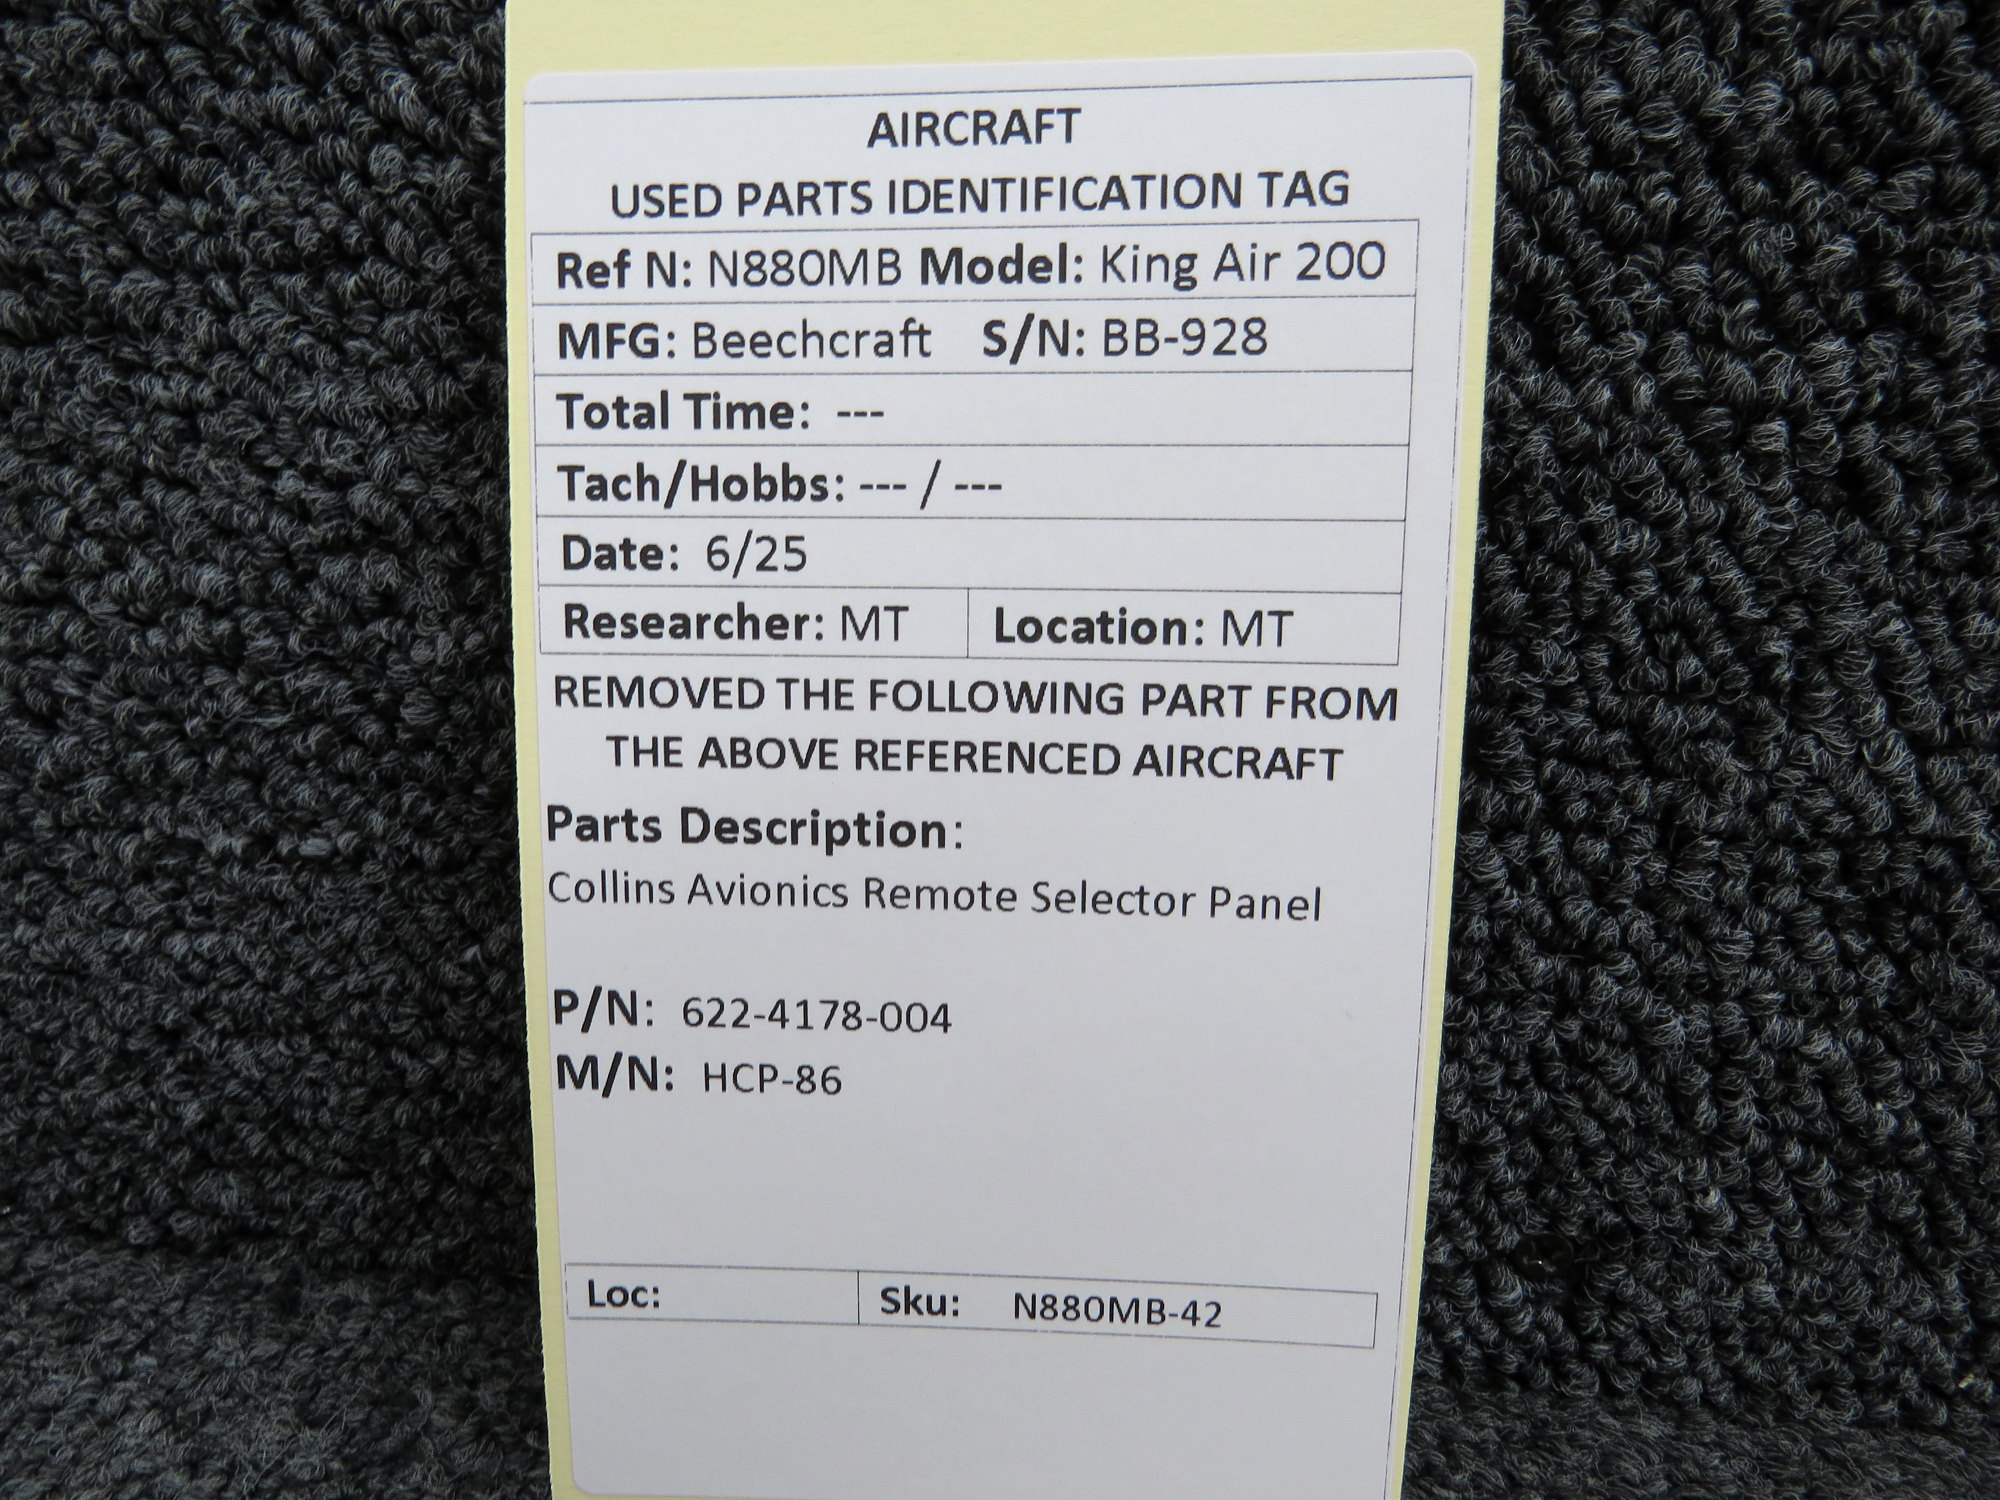 AIRCRAFT
USED PARTS IDENTIFICATION TAG
Ref N: N880MB Model: King Air 200
MFG: Beechcraft S/N: BB-928
Total Time: ---
Tach/Hobbs: --- / ---
Date: 6/25
Researcher: MT Location: MT
REMOVED THE FOLLOWING PART FROM
THE ABOVE REFERENCED AIRCRAFT
Parts Description:
Collins Avionics Remote Selector Panel
P/N: 622-4178-004
M/N: HCP-86
Loc: Sku: N880MB-42